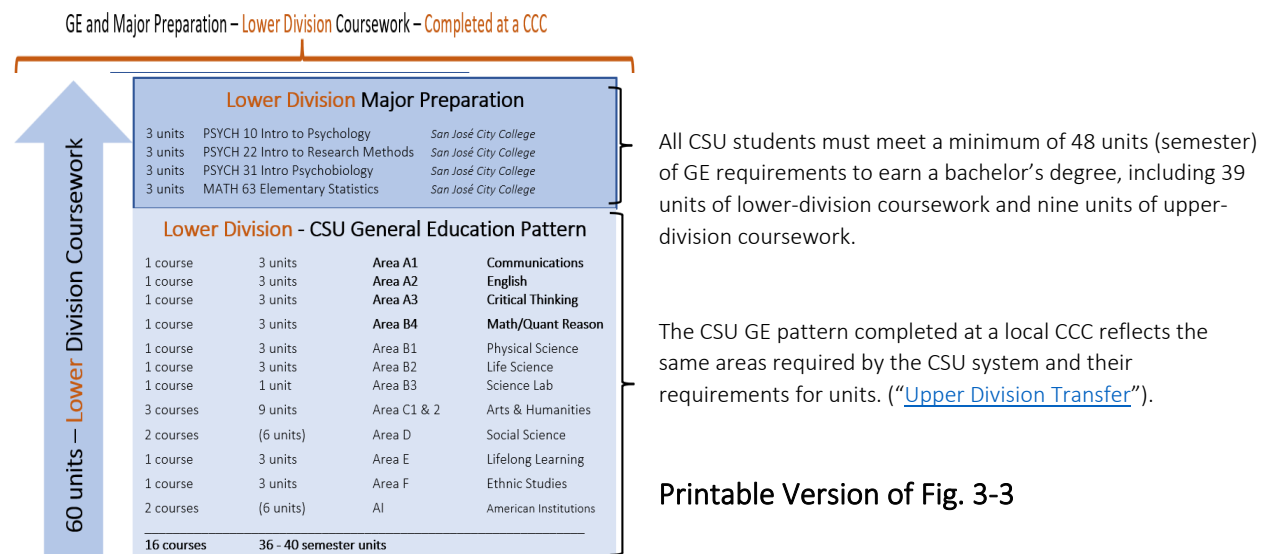 GE and Major Preparation – Lower Division Coursework – Completed at a CCC
60 units – Lower Division Coursework
Lower Division Major Preparation
3 units PSYCH 10 Intro to Psychology San José City College
3 units PSYCH 22 Intro to Research Methods San José City College
3 units PSYCH 31 Intro Psychobiology San José City College
3 units MATH 63 Elementary Statistics San José City College
Lower Division - CSU General Education Pattern
1 course 3 units Area A1 Communications
1 course 3 units Area A2 English
1 course 3 units Area A3 Critical Thinking
1 course 3 units Area B4 Math/Quant Reason
1 course 3 units Area B1 Physical Science
1 course 3 units Area B2 Life Science
1 course 1 unit Area B3 Science Lab
3 courses 9 units Area C1 & 2 Arts & Humanities
2 courses (6 units) Area D Social Science
1 course 3 units Area E Lifelong Learning
1 course 3 units Area F Ethnic Studies
2 courses (6 units) AI American Institutions
16 courses 36 - 40 semester units
All CSU students must meet a minimum of 48 units (semester)
of GE requirements to earn a bachelor’s degree, including 39
units of lower-division coursework and nine units of upper-
division coursework.
The CSU GE pattern completed at a local CCC reflects the
same areas required by the CSU system and their
requirements for units. (“Upper Division Transfer”).
Printable Version of Fig. 3-3